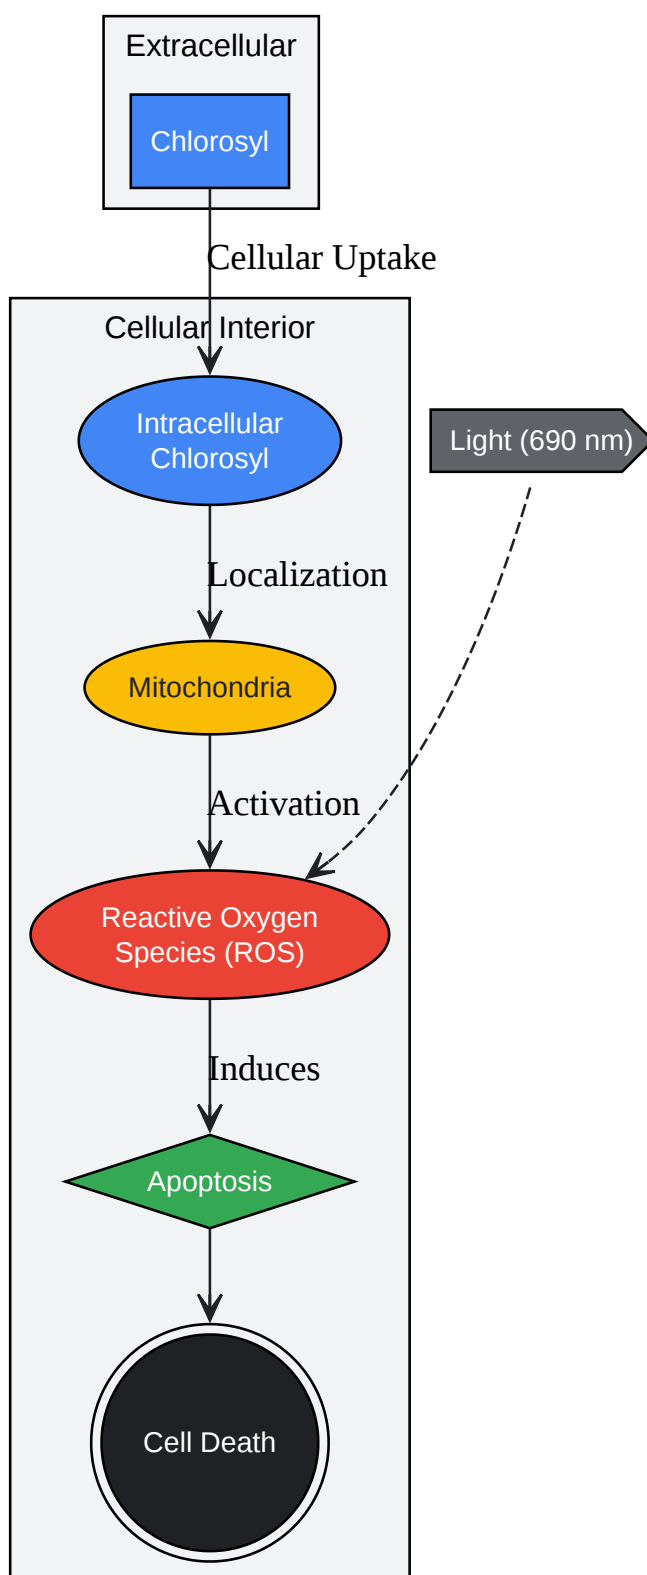 Extracellular
Chlorosyl
Cellular Uptake
Cellular Interior
Intracellular
Chlorosyl
Light (690 nm)
Localization
Mitochondria
Activation
Reactive Oxygen
Species (ROS)
Induces
Apoptosis
Cell Death